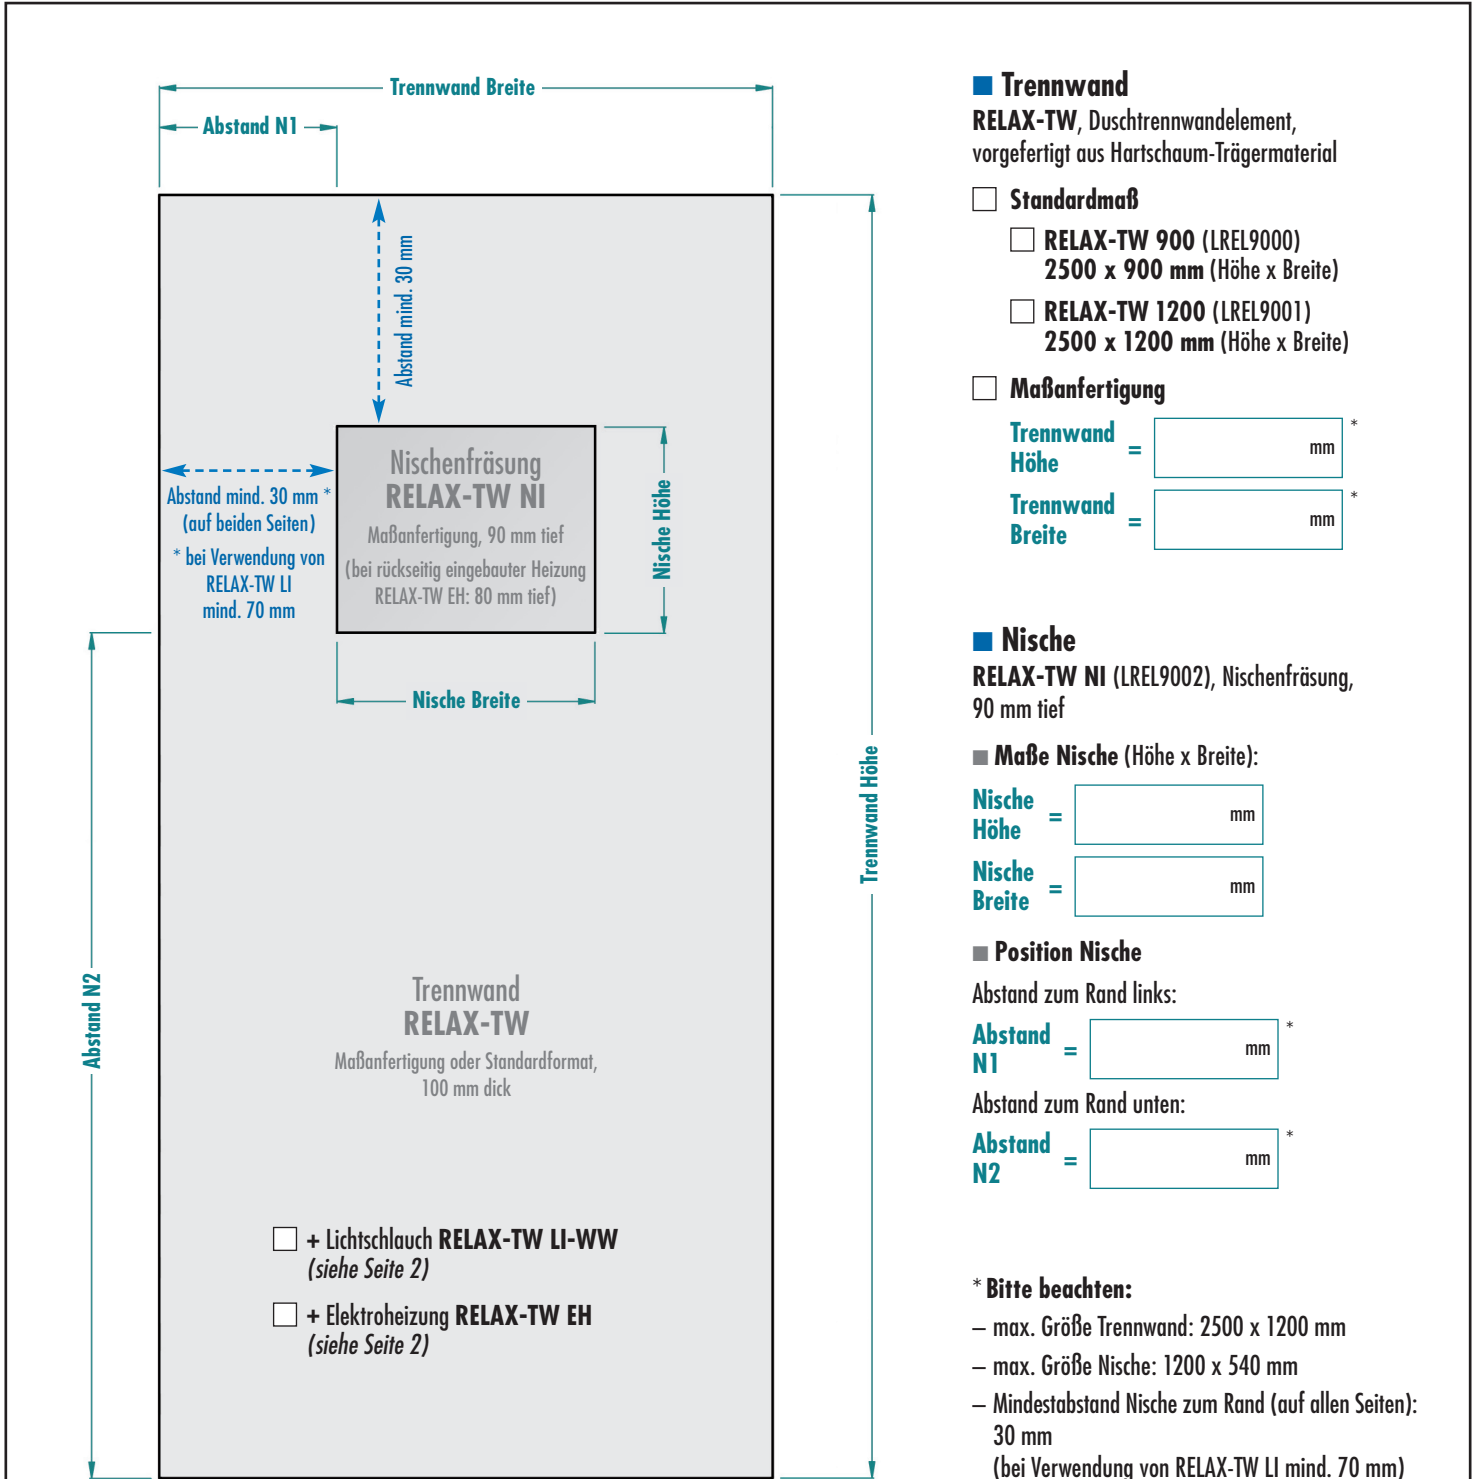 Trennwand Breite
Abstand N1
Abstand mind. 30 mm
Nischenfräsung
RELAX-TW NI
Maßanfertigung, 90 mm tief
(bei rückseitig eingebauter Heizung
RELAX-TW EH: 80 mm tief)
Abstand mind. 30 mm *
(auf beiden Seiten)
* bei Verwendung von
RELAX-TW LI
mind. 70 mm
Nische Höhe
Nische Breite
Trennwand Höhe
Abstand N2
Trennwand
RELAX-TW
Maßanfertigung oder Standardformat,
100 mm dick
+ Lichtschlauch RELAX-TW LI-WW
(siehe Seite 2)
+ Elektroheizung RELAX-TW EH
(siehe Seite 2)
Trennwand
RELAX-TW, Duschtrennwandelement,
vorgefertigt aus Hartschaum-Trägermaterial
Standardmaß
RELAX-TW 900 (LREL9000)
2500 x 900 mm (Höhe x Breite)
RELAX-TW 1200 (LREL9001)
2500 x 1200 mm (Höhe x Breite)
Maßanfertigung
Trennwand
Höhe = mm *
Trennwand
Breite = mm *
Nische
RELAX-TW NI (LREL9002), Nischenfräsung,
90 mm tief
Maße Nische (Höhe x Breite):
Nische
Höhe = mm
Nische
Breite = mm
Position Nische
Abstand zum Rand links:
Abstand
N1 = mm *
Abstand zum Rand unten:
Abstand
N2 = mm *
* Bitte beachten:
– max. Größe Trennwand: 2500 x 1200 mm
– max. Größe Nische: 1200 x 540 mm
– Mindestabstand Nische zum Rand (auf allen Seiten):
30 mm
(bei Verwendung von RELAX-TW LI mind. 70 mm)